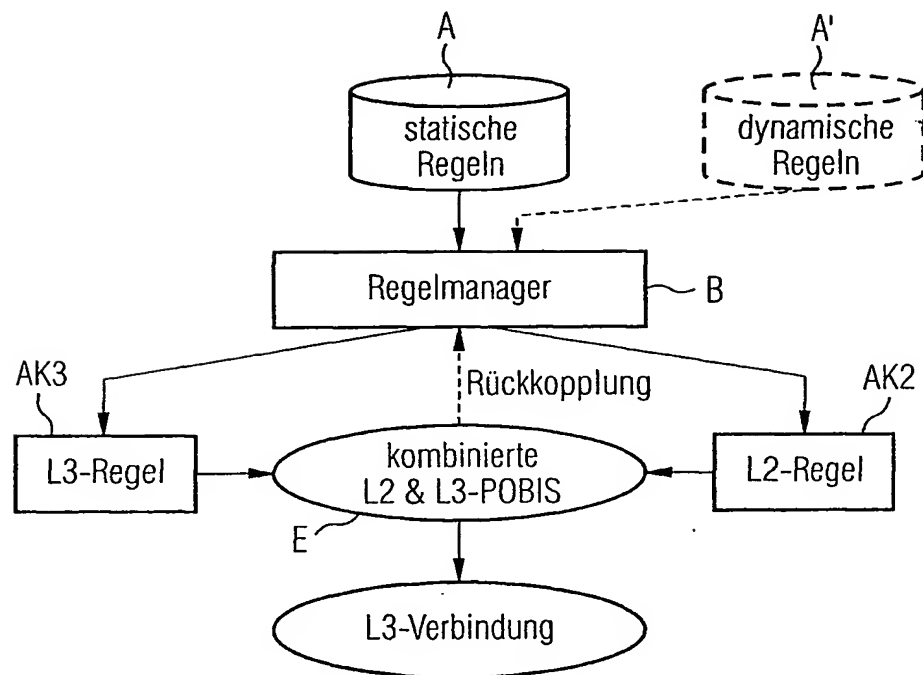 A
A'
statische
Regeln
dynamische
Regeln
Regelmanager
B
AK3
Rückkopplung
AK2
L3-Regel
kombinierte
L2 & L3-POBIS
L2-Regel
E
L3-Verbindung